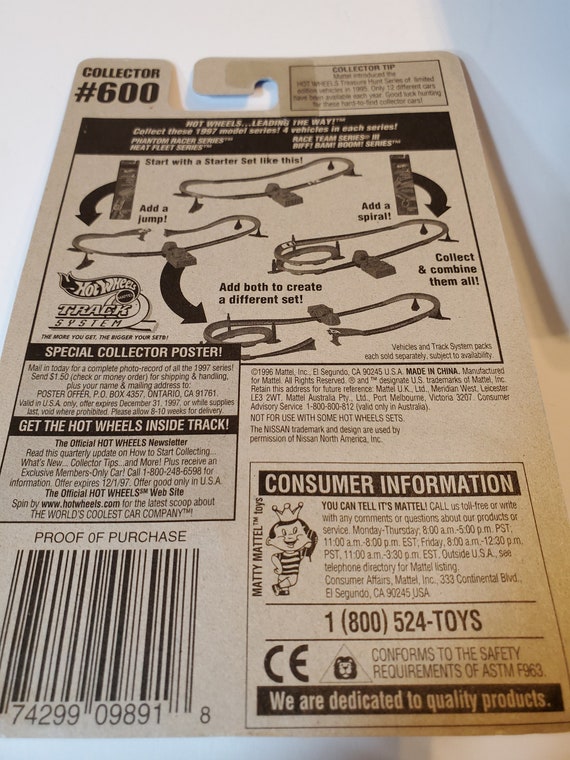 COLLECTOR
#600
COLLECTOR TIP
Mattel introduced the
HOT WHEELS Treasure Hunt Series of limited
edition vehicles in 1995. Only 12 different cars
have been available each year. Good luck hunting
for these hard-to-find collector cars!
HOT WHEELS...LEADING THE WAY!™
Collect these 1997 model series! 4 vehicles in each series!
PHANTOM RACER SERIES™
HEAT FLEET SERIES™
RACE TEAM SERIES® III
BIFF! BAM! BOOM! SERIES™
Start with a Starter Set like this!
Add a
jump!
Add a
spiral!
Collect
& combine
them all!
Add both to create
a different set!
HOT WHEELS
MATTEL
TRACK
SYSTEM
THE MORE YOU GET, THE BIGGER YOUR SETS!
Vehicles and Track System packs
each sold separately, subject to availability.
SPECIAL COLLECTOR POSTER!
Mail in today for a complete photo-record of all the 1997 series!
Send $1.50 (check or money order) for shipping & handling,
plus your name & mailing address to:
POSTER OFFER, P.O. BOX 4357, ONTARIO, CA 91761.
Valid in U.S.A. only, offer expires December 31, 1997, or while supplies
last, void where prohibited. Please allow 8-10 weeks for delivery.
GET THE HOT WHEELS INSIDE TRACK!
The Official HOT WHEELS Newsletter
Read this quarterly update on How to Start Collecting...
What's New... Collector Tips...and More! Plus receive an
Exclusive Members-Only Car! Call 1-800-248-6598 for
information. Offer expires 12/1/97. Offer good only in U.S.A.
The Official HOT WHEELS℠ Web Site
Spin by www.hotwheels.com for the latest scoop about
THE WORLD'S COOLEST CAR COMPANY™!
©1996 Mattel, Inc., El Segundo, CA 90245 U.S.A. MADE IN CHINA. Manufactured
for Mattel. All Rights Reserved. ® and ™ designate U.S. trademarks of Mattel, Inc.
Retain this address for future reference: Mattel U.K., Ltd., Meridian West, Leicester
LE3 2WT. Mattel Australia Pty., Ltd., Port Melbourne, Victoria 3207. Consumer
Advisory Service 1-800-800-812 (valid only in Australia).
NOT FOR USE WITH SOME HOT WHEELS SETS.
The NISSAN trademark and design are used by
permission of Nissan North America, Inc.
PROOF OF PURCHASE
74299 09891 8
CONSUMER INFORMATION
MATTY MATTEL™ toys
YOU CAN TELL IT'S MATTEL! CALL us toll-free or write
with any comments or questions about our products or
service. Monday-Thursday; 8:00 a.m.-5:00 p.m. PST,
11:00 a.m.-8:00 p.m. EST; Friday, 8:00 a.m.-12:30 p.m.
PST, 11:00 a.m.-3:30 p.m. EST. Outside U.S.A., see
telephone directory for Mattel listing.
Consumer Affairs, Mattel, Inc., 333 Continental Blvd.,
El Segundo, CA 90245 USA
1 (800) 524-TOYS
CE
CONFORMS TO THE SAFETY
REQUIREMENTS OF ASTM F963.
We are dedicated to quality products.